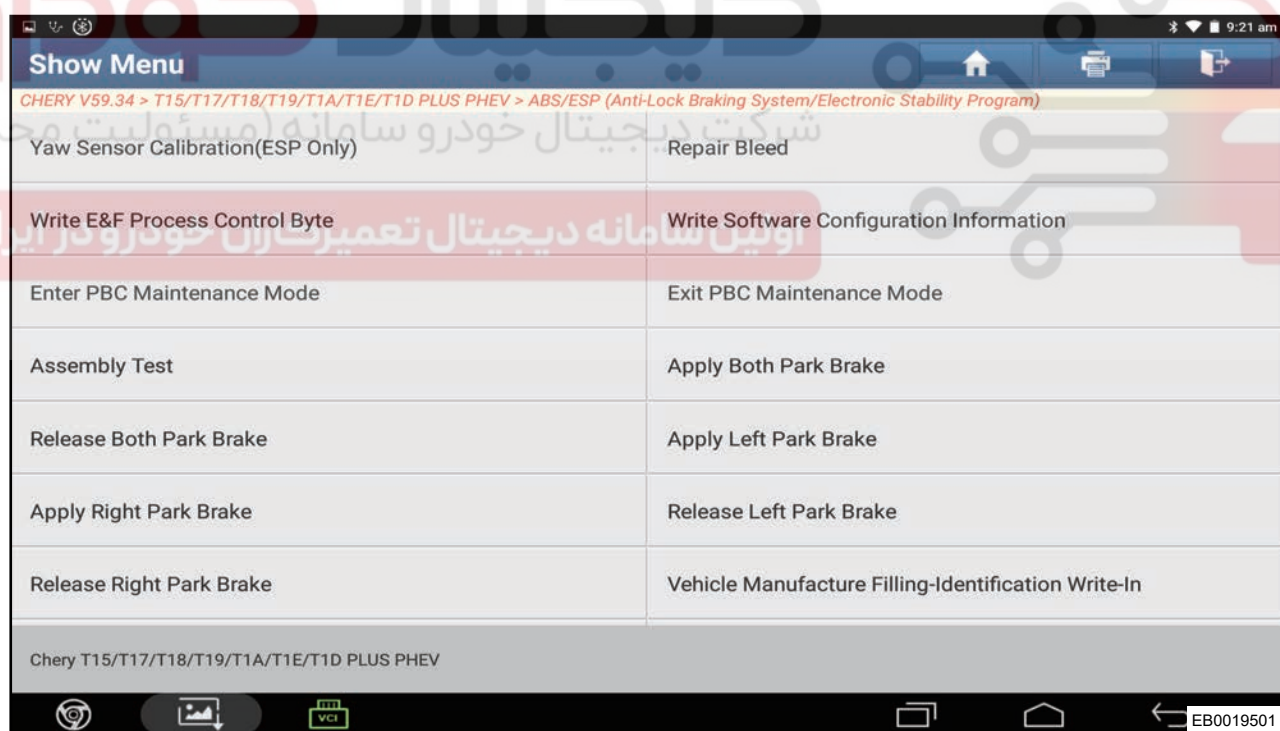 9:21 am
Show Menu
CHERY V59.34 > T15/T17/T18/T19/T1A/T1E/T1D PLUS PHEV > ABS/ESP (Anti-Lock Braking System/Electronic Stability Program)
شرکت دیجیتال خودرو سامانه (مسئولیت مح
Yaw Sensor Calibration(ESP Only)
Repair Bleed
اولین سامانه دیجیتال تعمیرکاران خودرو در ایر
Write E&F Process Control Byte
Write Software Configuration Information
Enter PBC Maintenance Mode
Exit PBC Maintenance Mode
Assembly Test
Apply Both Park Brake
Release Both Park Brake
Apply Left Park Brake
Apply Right Park Brake
Release Left Park Brake
Release Right Park Brake
Vehicle Manufacture Filling-Identification Write-In
Chery T15/T17/T18/T19/T1A/T1E/T1D PLUS PHEV
VCI
EB0019501